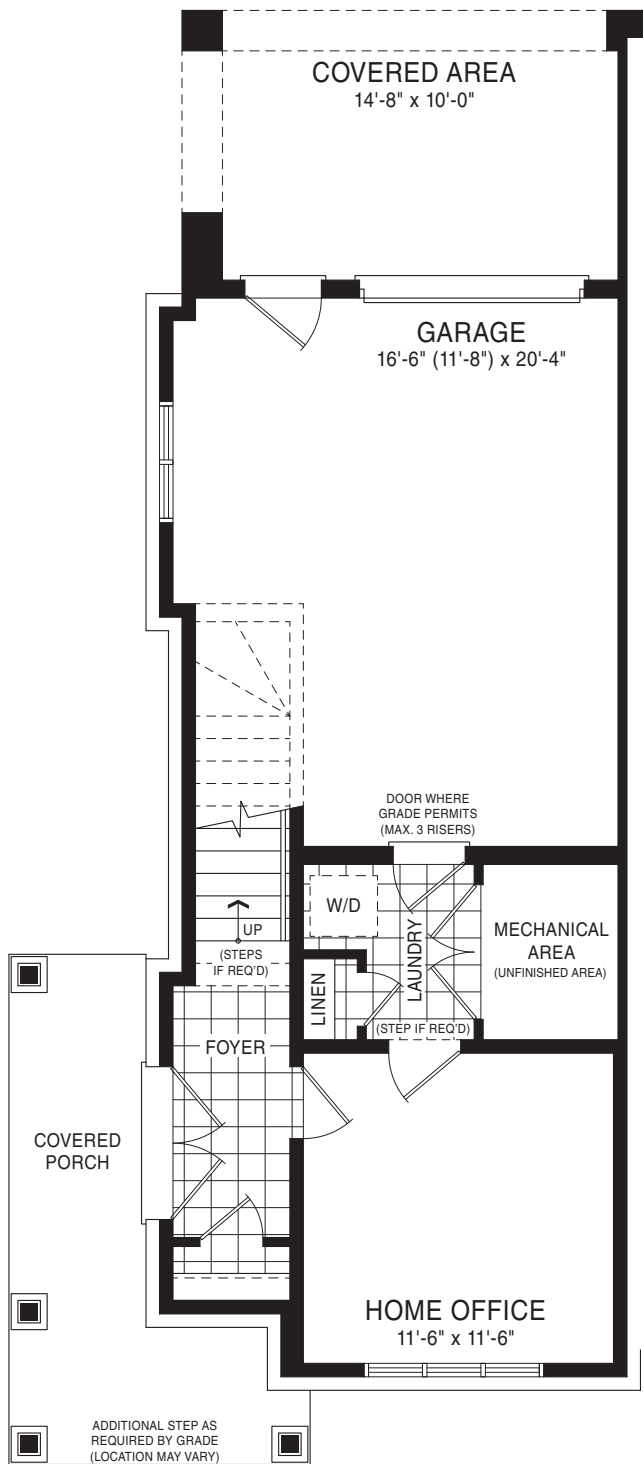 COVERED AREA
14'-8" x 10'-0"
GARAGE
16'-6" (11'-8") x 20'-4"
DOOR WHERE
GRADE PERMITS
(MAX. 3 RISERS)
W/D
UP
(STEPS
IF REQ'D)
LAUNDRY
MECHANICAL
AREA
(UNFINISHED AREA)
LINEN
(STEP IF REQ'D)
FOYER
COVERED
PORCH
HOME OFFICE
11'-6" x 11'-6"
ADDITIONAL STEP AS
REQUIRED BY GRADE
(LOCATION MAY VARY)